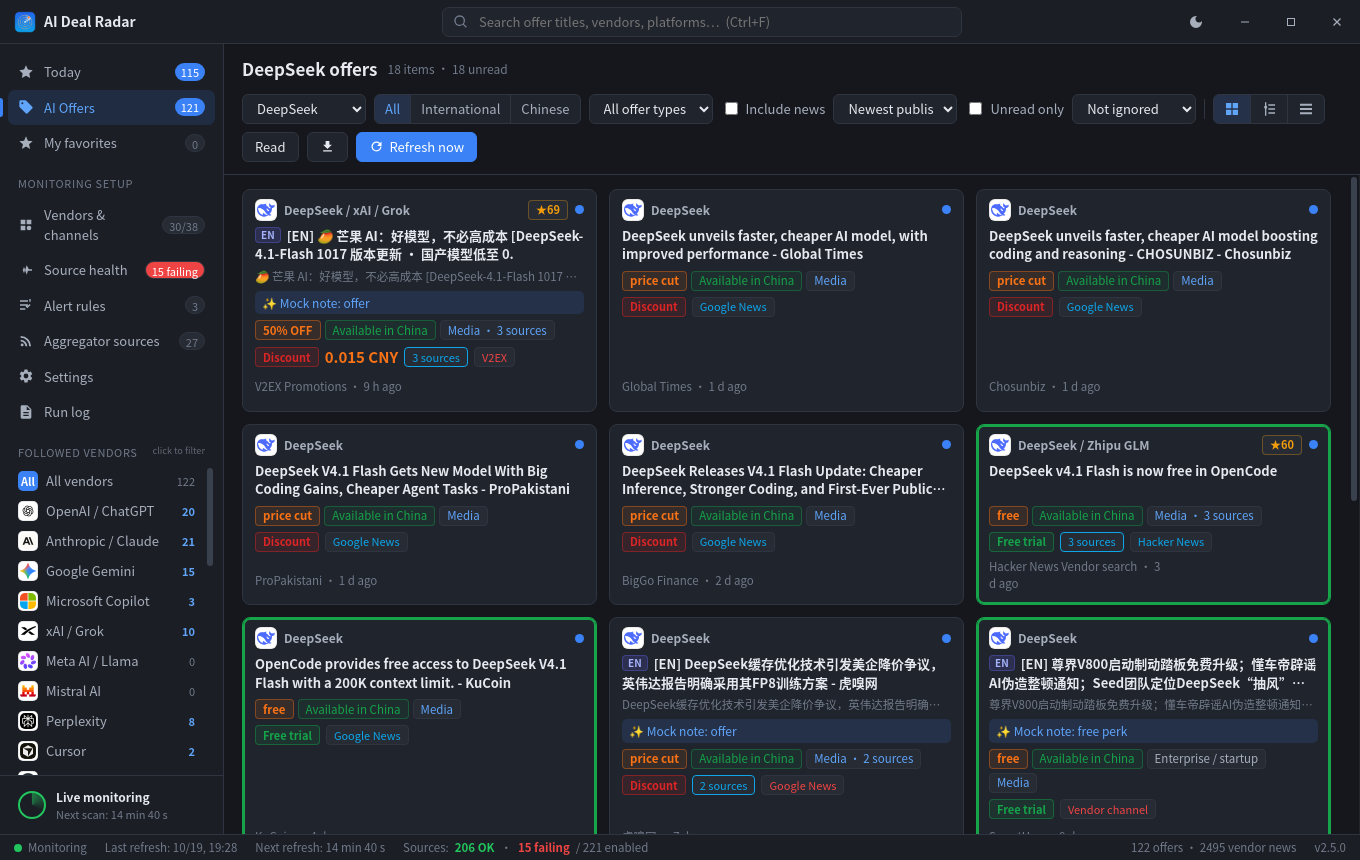 AI Deal Radar
Search offer titles, vendors, platforms… (Ctrl+F)
Today 115
AI Offers 121
My favorites 0
MONITORING SETUP
Vendors & channels 30/38
Source health 15 failing
Alert rules 3
Aggregator sources 27
Settings
Run log
FOLLOWED VENDORS click to filter
All All vendors 122
OpenAI / ChatGPT 20
Anthropic / Claude 21
Google Gemini 15
Microsoft Copilot 3
xAI / Grok 10
Meta AI / Llama 0
Mistral AI 0
Perplexity 8
Cursor 2
Live monitoring
Next scan: 14 min 40 s
DeepSeek offers 18 items · 18 unread
DeepSeek All International Chinese All offer types Include news Newest publis Unread only Not ignored
Read Refresh now
DeepSeek / xAI / Grok ★69
EN [EN] 🥭 芒果 AI：好模型，不必高成本 [DeepSeek-
4.1-Flash 1017 版本更新 · 国产模型低至 0.
🥭 芒果 AI：好模型，不必高成本 [DeepSeek-4.1-Flash 1017 …
✨ Mock note: offer
50% OFF Available in China Media · 3 sources
Discount 0.015 CNY 3 sources V2EX
V2EX Promotions · 9 h ago
DeepSeek
DeepSeek unveils faster, cheaper AI model, with
improved performance - Global Times
price cut Available in China Media
Discount Google News
Global Times · 1 d ago
DeepSeek
DeepSeek unveils faster, cheaper AI model boosting
coding and reasoning - CHOSUNBIZ - Chosunbiz
price cut Available in China Media
Discount Google News
Chosunbiz · 1 d ago
DeepSeek
DeepSeek V4.1 Flash Gets New Model With Big
Coding Gains, Cheaper Agent Tasks - ProPakistani
price cut Available in China Media
Discount Google News
ProPakistani · 1 d ago
DeepSeek
DeepSeek Releases V4.1 Flash Update: Cheaper
Inference, Stronger Coding, and First-Ever Public…
price cut Available in China Media
Discount Google News
BigGo Finance · 2 d ago
DeepSeek / Zhipu GLM ★60
DeepSeek v4.1 Flash is now free in OpenCode
free Available in China Media · 3 sources
Free trial 3 sources Hacker News
Hacker News Vendor search · 3
d ago
DeepSeek
OpenCode provides free access to DeepSeek V4.1
Flash with a 200K context limit. - KuCoin
free Available in China Media
Free trial Google News
DeepSeek
EN [EN] DeepSeek缓存优化技术引发美企降价争议，
英伟达报告明确采用其FP8训练方案 - 虎嗅网
DeepSeek缓存优化技术引发美企降价争议，英伟达报告明确…
✨ Mock note: offer
price cut Available in China Media · 2 sources
Discount 2 sources Google News
DeepSeek
EN [EN] 尊界V800启动制动踏板免费升级；懂车帝辟谣
AI伪造整顿通知；Seed团队定位DeepSeek“抽风”…
尊界V800启动制动踏板免费升级；懂车帝辟谣AI伪造整顿通知…
✨ Mock note: free perk
free Available in China Enterprise / startup
Media
Free trial Vendor channel
Monitoring Last refresh: 10/19, 19:28 Next refresh: 14 min 40 s Sources: 206 OK · 15 failing / 221 enabled 122 offers · 2495 vendor news v2.5.0